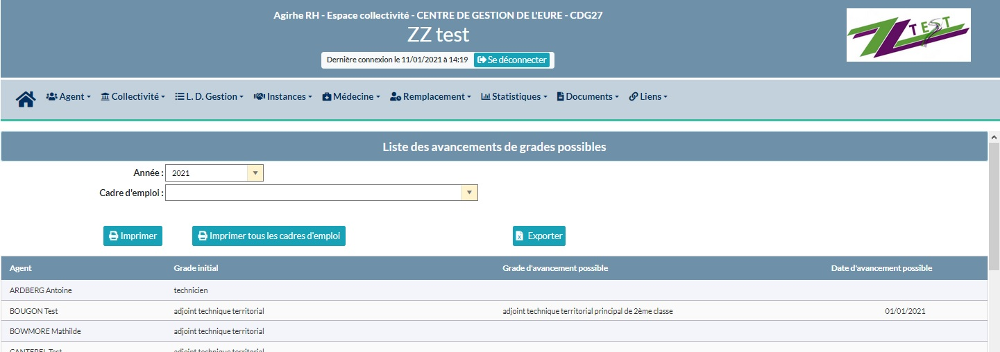 Agirhe RH - Espace collectivité - CENTRE DE GESTION DE L'EURE - CDG27
ZZ test
Dernière connexion le 11/01/2021 à 14:19 Se déconnecter
TEST
Agent Collectivité L. D. Gestion Instances Médecine Remplacement Statistiques Documents Liens
Liste des avancements de grades possibles
Année : 2021
Cadre d'emploi :
Imprimer Imprimer tous les cadres d'emploi Exporter
Agent Grade initial Grade d'avancement possible Date d'avancement possible
ARDBERG Antoine technicien
BOUGON Test adjoint technique territorial adjoint technique territorial principal de 2ème classe 01/01/2021
BOWMORE Mathilde adjoint technique territorial
CANTEREL Test adjoint technique territorial